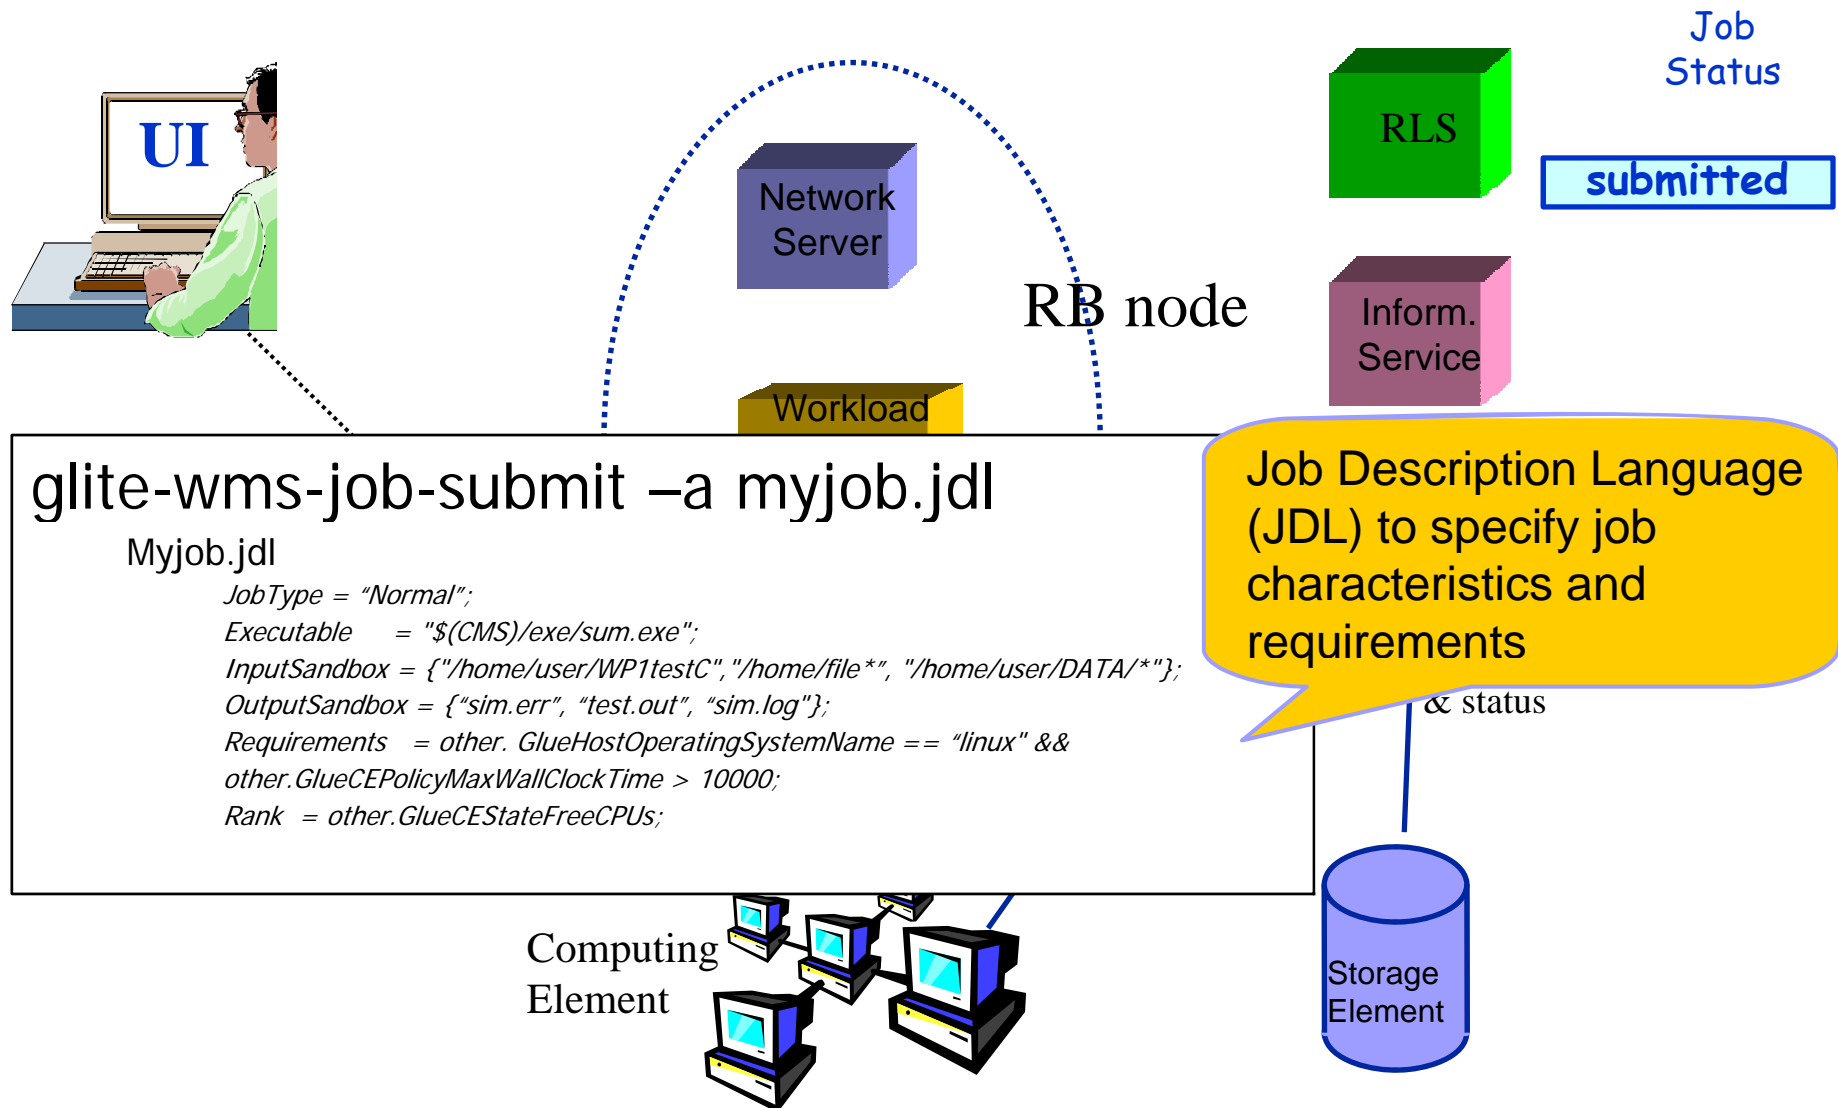 Job
Status
UI
RLS
submitted
Network
Server
RB node
Inform.
Service
Workload
glite-wms-job-submit –a myjob.jdl
Myjob.jdl
JobType = “Normal”;
Executable = "$(CMS)/exe/sum.exe";
InputSandbox = {"/home/user/WP1testC","/home/file*”, "/home/user/DATA/*"};
OutputSandbox = {“sim.err”, “test.out”, “sim.log"};
Requirements = other. GlueHostOperatingSystemName == “linux" &&
other.GlueCEPolicyMaxWallClockTime > 10000;
Rank = other.GlueCEStateFreeCPUs;
Job Description Language
(JDL) to specify job
characteristics and
requirements
& status
Computing
Element
Storage
Element